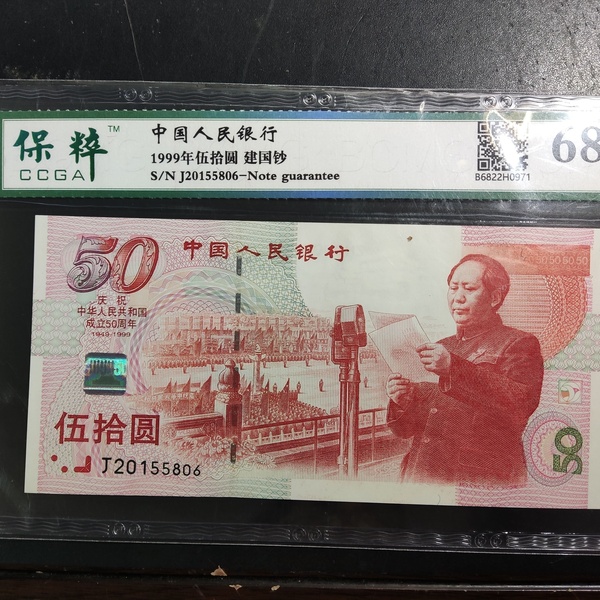 保粹™
CCGA
中国人民银行
1999年伍拾圆 建国钞
S/N J20155806-Note guarantee
B6822H0971
68
50
中国人民银行
庆祝
中华人民共和国
成立50周年
1949-1999
伍拾圆
J20155806
50